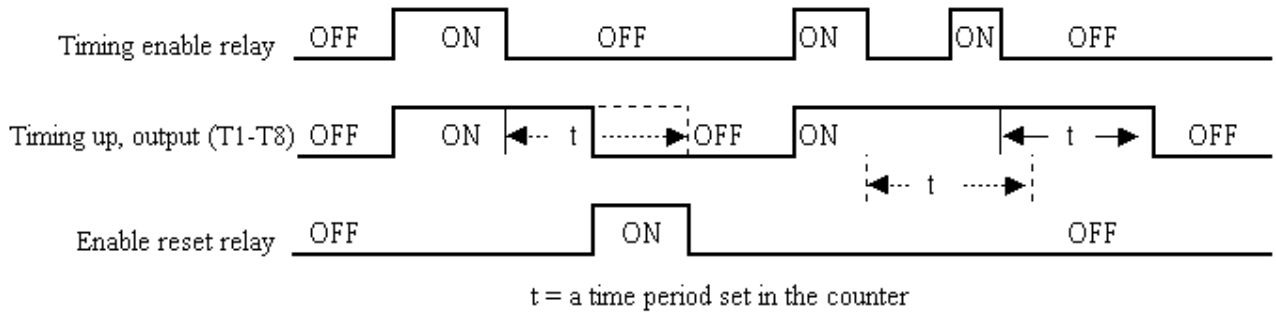 Timing enable relay OFF ON OFF ON ON OFF
Timing up, output (T1-T8) OFF ON t OFF ON t OFF
t
Enable reset relay OFF ON OFF
t = a time period set in the counter